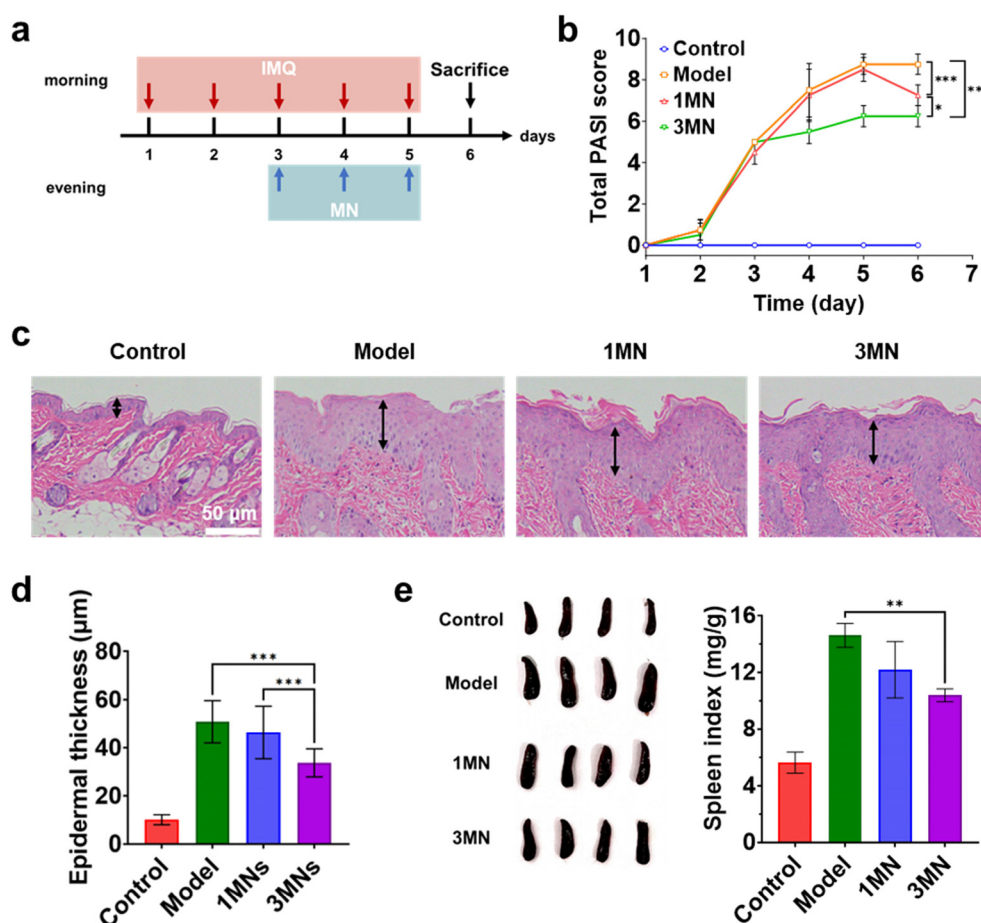 a
morning
IMQ
Sacrifice
days
1 2 3 4 5 6
evening
MN
b
Total PASI score
10
8
6
4
2
0
Control
Model
1MN
3MN
***
*
**
1 2 3 4 5 6 7
Time (day)
c
Control Model 1MN 3MN
50 μm
d
Epidermal thickness (μm)
80
60
40
20
0
***
***
Control Model 1MNs 3MNs
e
Control
Model
1MN
3MN
Spleen index (mg/g)
16
12
8
4
0
**
Control Model 1MN 3MN